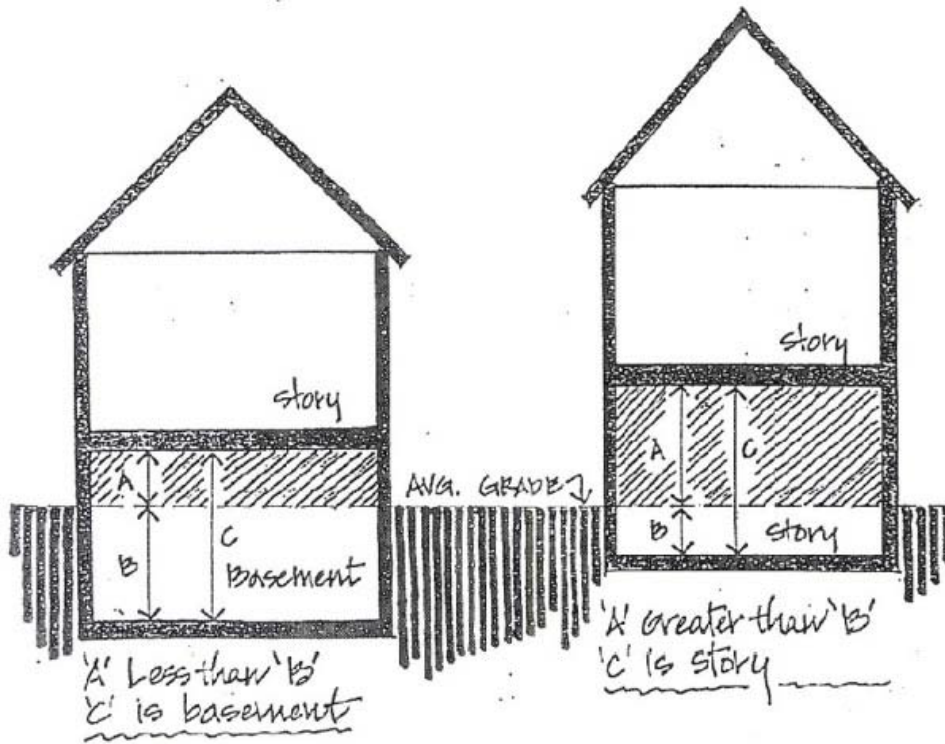 story
A
B
C
Basement
'A' Less than 'B'
'C' is basement
AVG. GRADE
story
A
B
C
story
'A' Greater than 'B'
'C' is story